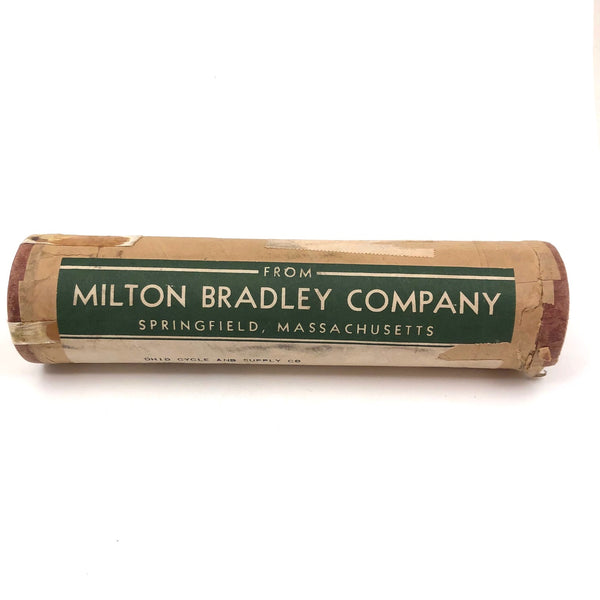 FROM
MILTON BRADLEY COMPANY
SPRINGFIELD, MASSACHUSETTS
OHIO CYCLE AND SUPPLY CO